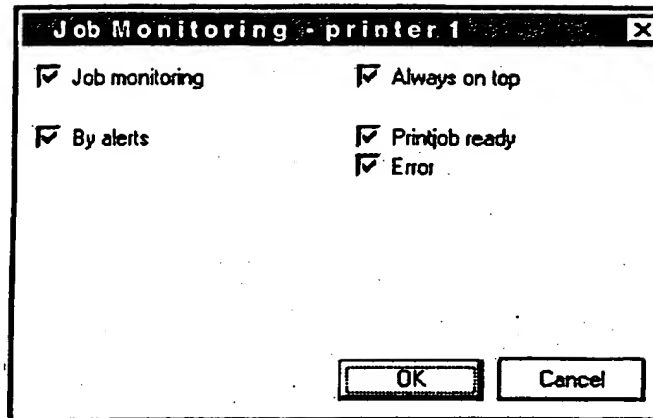 Job Monitoring - printer 1
Job monitoring Always on top
By alerts Printjob ready
Error
OK Cancel